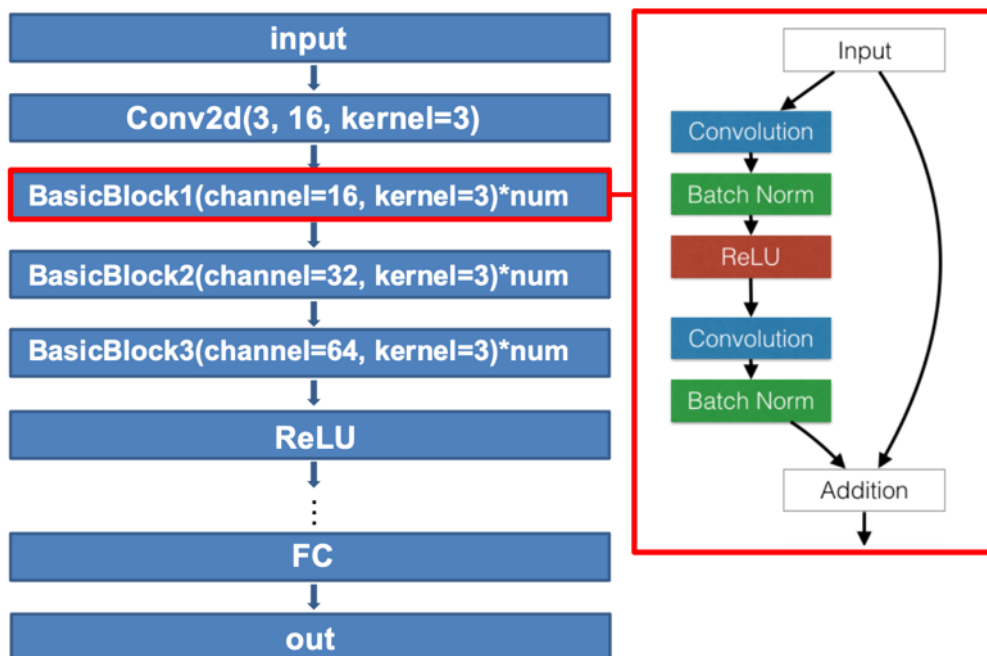 input
Conv2d(3, 16, kernel=3)
BasicBlock1(channel=16, kernel=3)*num
BasicBlock2(channel=32, kernel=3)*num
BasicBlock3(channel=64, kernel=3)*num
ReLU
⋮
FC
out
Input
Convolution
Batch Norm
ReLU
Convolution
Batch Norm
Addition